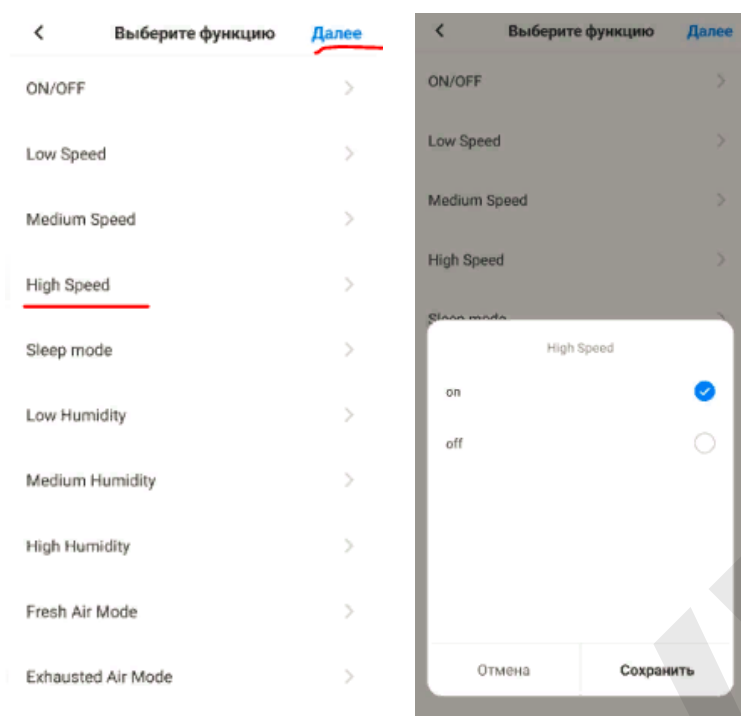 Выберите функцию Далее
ON/OFF
Low Speed
Medium Speed
High Speed
Sleep mode
Low Humidity
Medium Humidity
High Humidity
Fresh Air Mode
Exhausted Air Mode
Выберите функцию Далее
ON/OFF
Low Speed
Medium Speed
High Speed
Sleep mode
High Speed
on
off
Отмена Сохранить